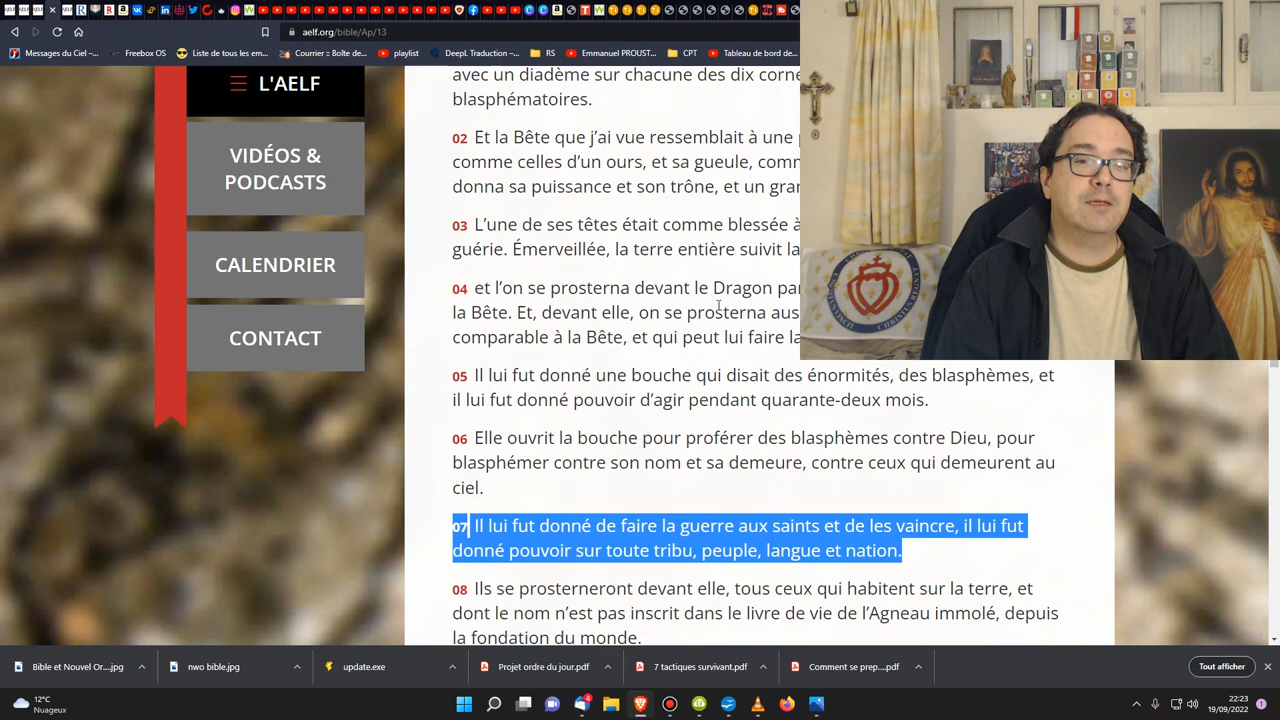 AELF
aelf.org/bible/Ap/13
Messages du Ciel –…
Freebox OS
Liste de tous les em…
Courrier :: Boîte de…
playlist
DeepL Traduction –…
RS
Emmanuel PROUST…
CPT
Tableau de bord de…
L'AELF
VIDÉOS &
PODCASTS
CALENDRIER
CONTACT
avec un diadème sur chacune des dix corne
blasphématoires.
02 Et la Bête que j’ai vue ressemblait à une
comme celles d’un ours, et sa gueule, comm
donna sa puissance et son trône, et un gran
03 L’une de ses têtes était comme blessée à
guérie. Émerveillée, la terre entière suivit la
04 et l’on se prosterna devant le Dragon par
la Bête. Et, devant elle, on se prosterna aus
comparable à la Bête, et qui peut lui faire la
05 Il lui fut donné une bouche qui disait des énormités, des blasphèmes, et
il lui fut donné pouvoir d’agir pendant quarante-deux mois.
06 Elle ouvrit la bouche pour proférer des blasphèmes contre Dieu, pour
blasphémer contre son nom et sa demeure, contre ceux qui demeurent au
ciel.
07 Il lui fut donné de faire la guerre aux saints et de les vaincre, il lui fut
donné pouvoir sur toute tribu, peuple, langue et nation.
08 Ils se prosterneront devant elle, tous ceux qui habitent sur la terre, et
dont le nom n’est pas inscrit dans le livre de vie de l’Agneau immolé, depuis
la fondation du monde.
Bible et Nouvel Or....jpg
nwo bible.jpg
update.exe
Projet ordre du jour.pdf
7 tactiques survivant.pdf
Comment se prep....pdf
Tout afficher
12°C
Nuageux
4
22:23
19/09/2022
1